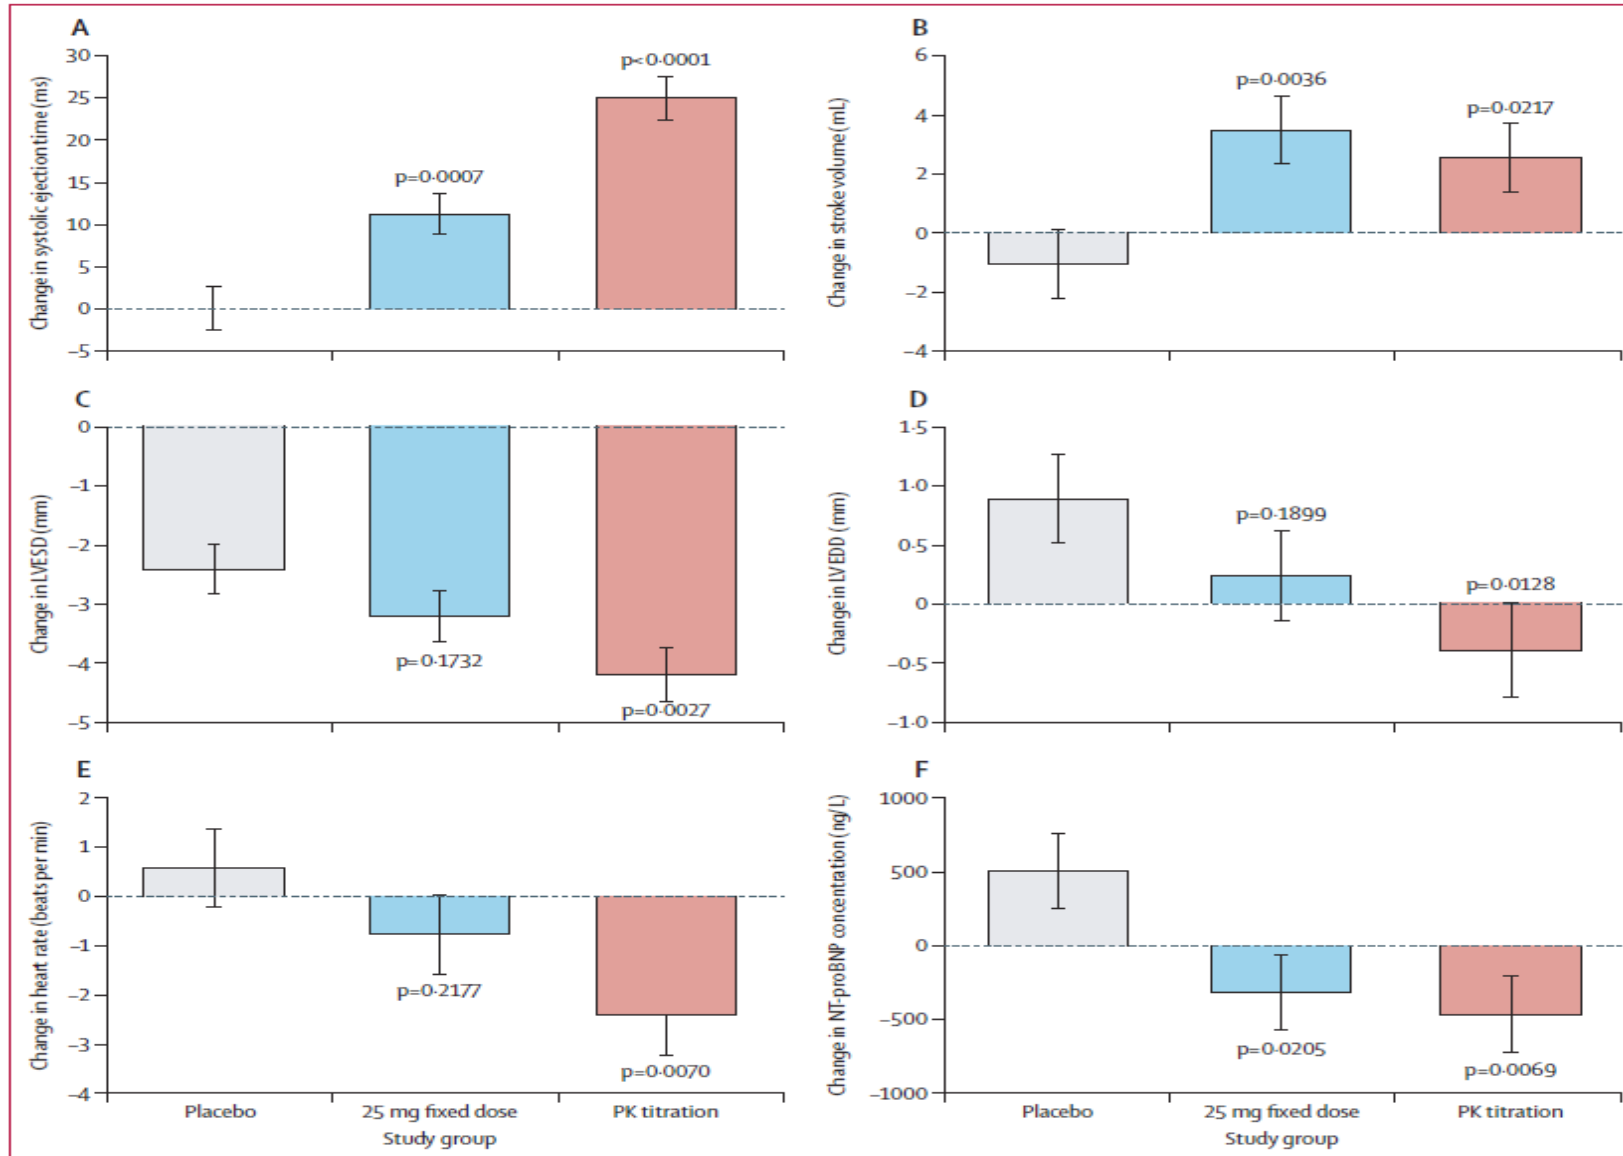 A
Change in systolic ejection time (ms)
30
25
20
15
10
5
0
–5
p=0·0007
p<0·0001
B
Change in stroke volume (mL)
6
4
2
0
–2
–4
p=0·0036
p=0·0217
C
Change in LVESD (mm)
0
–1
–2
–3
–4
–5
p=0·1732
p=0·0027
D
Change in LVEDD (mm)
1·5
1·0
0·5
0
–0·5
–1·0
p=0·1899
p=0·0128
E
Change in heart rate (beats per min)
2
1
0
–1
–2
–3
–4
p=0·2177
p=0·0070
Placebo
25 mg fixed dose
PK titration
Study group
F
Change in NT-proBNP concentration (ng/L)
1000
500
0
–500
–1000
p=0·0205
p=0·0069
Placebo
25 mg fixed dose
PK titration
Study group